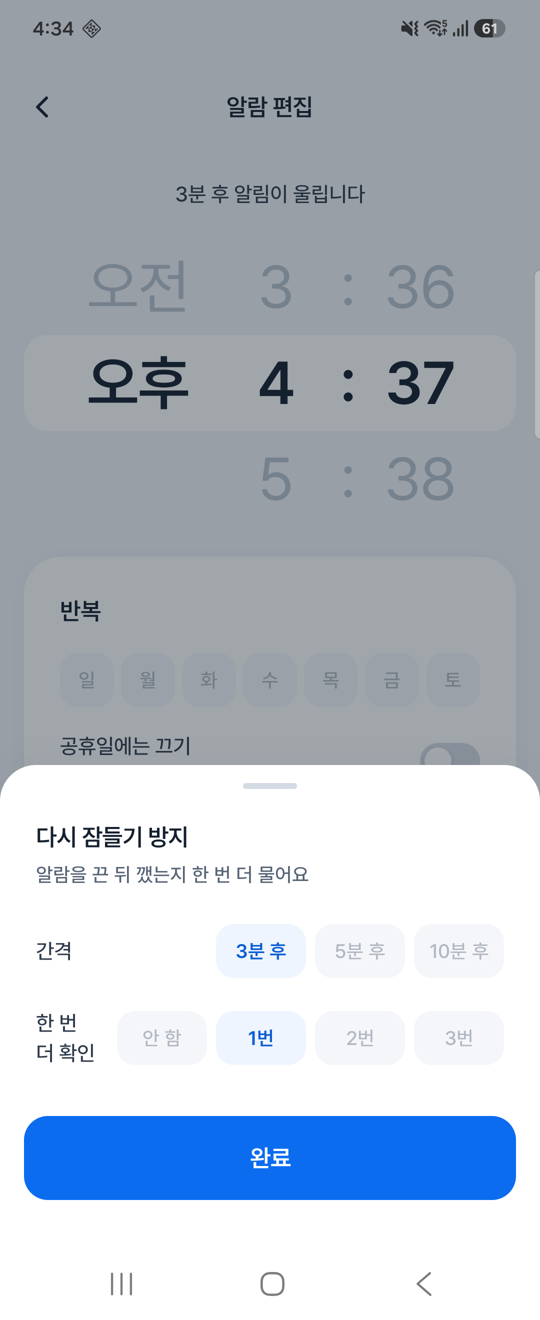 4:34
5
61
알람 편집
3분 후 알림이 울립니다
오전 3 : 36
오후 4 : 37
5 : 38
반복
일 월 화 수 목 금 토
공휴일에는 끄기
다시 잠들기 방지
알람을 끈 뒤 깼는지 한 번 더 물어요
간격 3분 후 5분 후 10분 후
한 번
더 확인 안 함 1번 2번 3번
완료